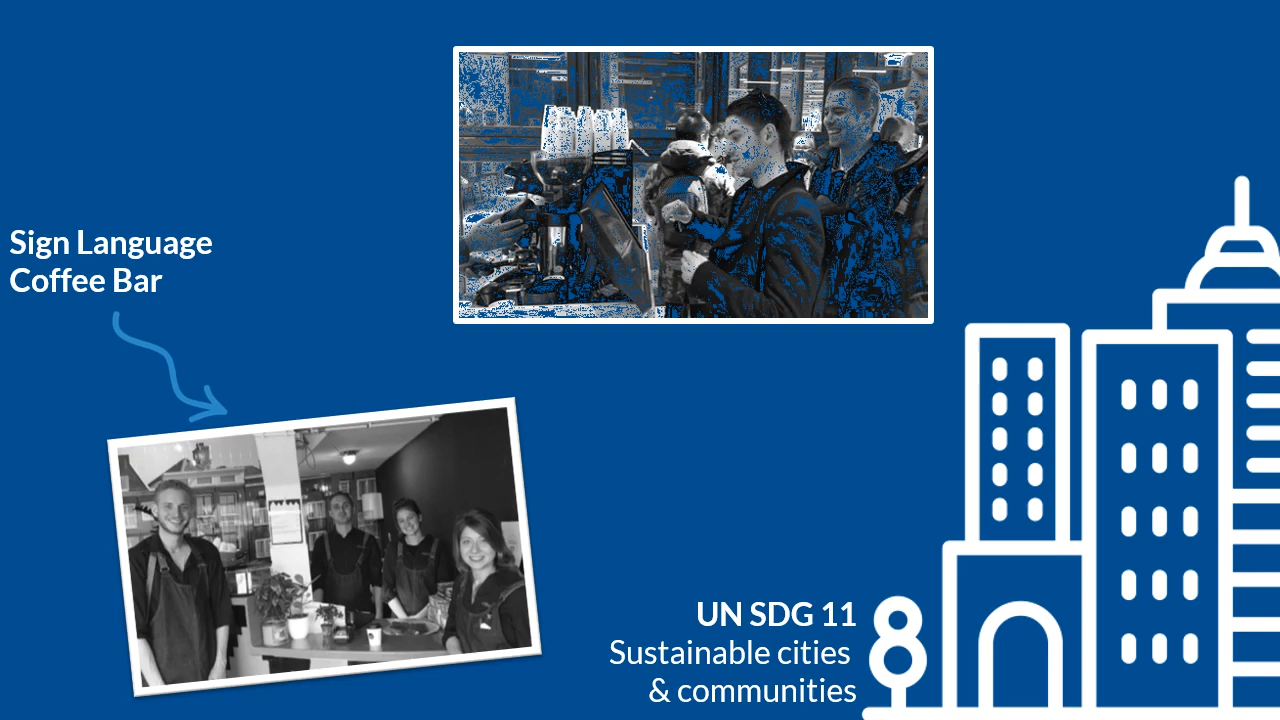 Sign Language
Coffee Bar
UN SDG 11
Sustainable cities
& communities